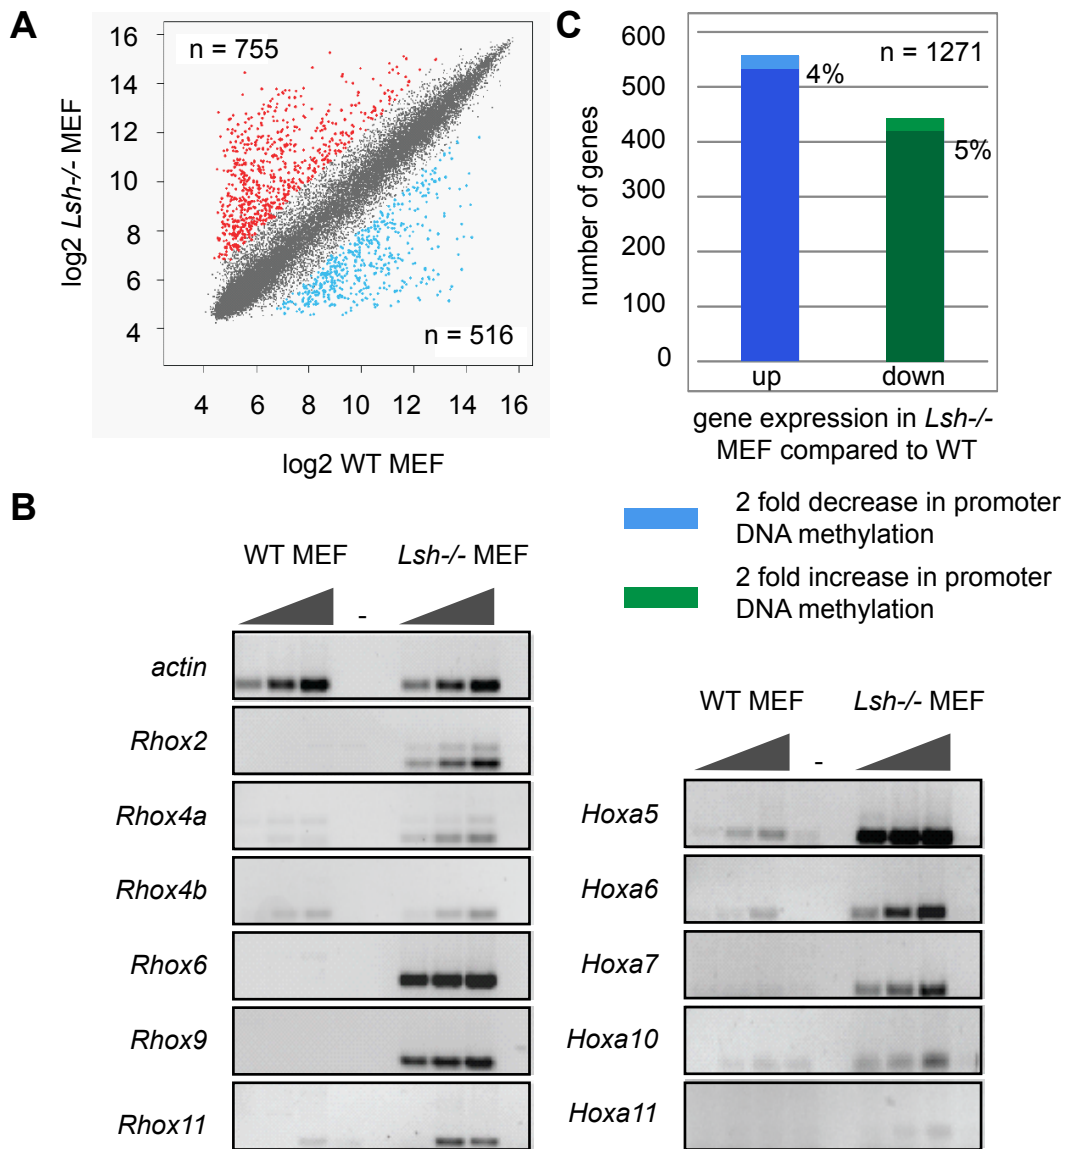 A
n = 755
n = 516
16
14
12
10
8
6
4
log2 Lsh-/- MEF
4 6 8 10 12 14 16
log2 WT MEF
C
600
500
400
300
200
100
0
number of genes
n = 1271
4%
5%
up down
gene expression in Lsh-/-
MEF compared to WT
2 fold decrease in promoter
DNA methylation
2 fold increase in promoter
DNA methylation
B
WT MEF Lsh-/- MEF
-
actin
Rhox2
Rhox4a
Rhox4b
Rhox6
Rhox9
Rhox11
WT MEF Lsh-/- MEF
-
Hoxa5
Hoxa6
Hoxa7
Hoxa10
Hoxa11